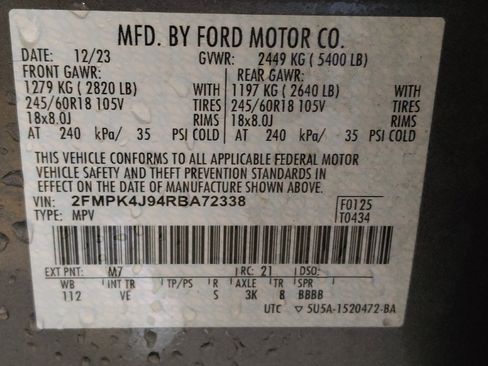 MFD. BY FORD MOTOR CO.
DATE: 12/23 GVWR: 2449 KG ( 5400 LB)
FRONT GAWR: REAR GAWR:
1279 KG ( 2820 LB) WITH 1197 KG ( 2640 LB) WITH
245/60R18 105V TIRES 245/60R18 105V TIRES
18x8.0J RIMS 18x8.0J RIMS
AT 240 kPa/ 35 PSI COLD AT 240 kPa/ 35 PSI COLD
THIS VEHICLE CONFORMS TO ALL APPLICABLE FEDERAL MOTOR
VEHICLE SAFETY AND THEFT PREVENTION STANDARDS IN
EFFECT ON THE DATE OF MANUFACTURE SHOWN ABOVE.
VIN: 2FMPK4J94RBA72338 F0125
TYPE: MPV T0434
EXT PNT: M7 RC: 21
WB INT TR TP/PS R AXLE TR SPR
112 VE S 3K 8 BBBB
UTC ▽ 5U5A-1520472-BA